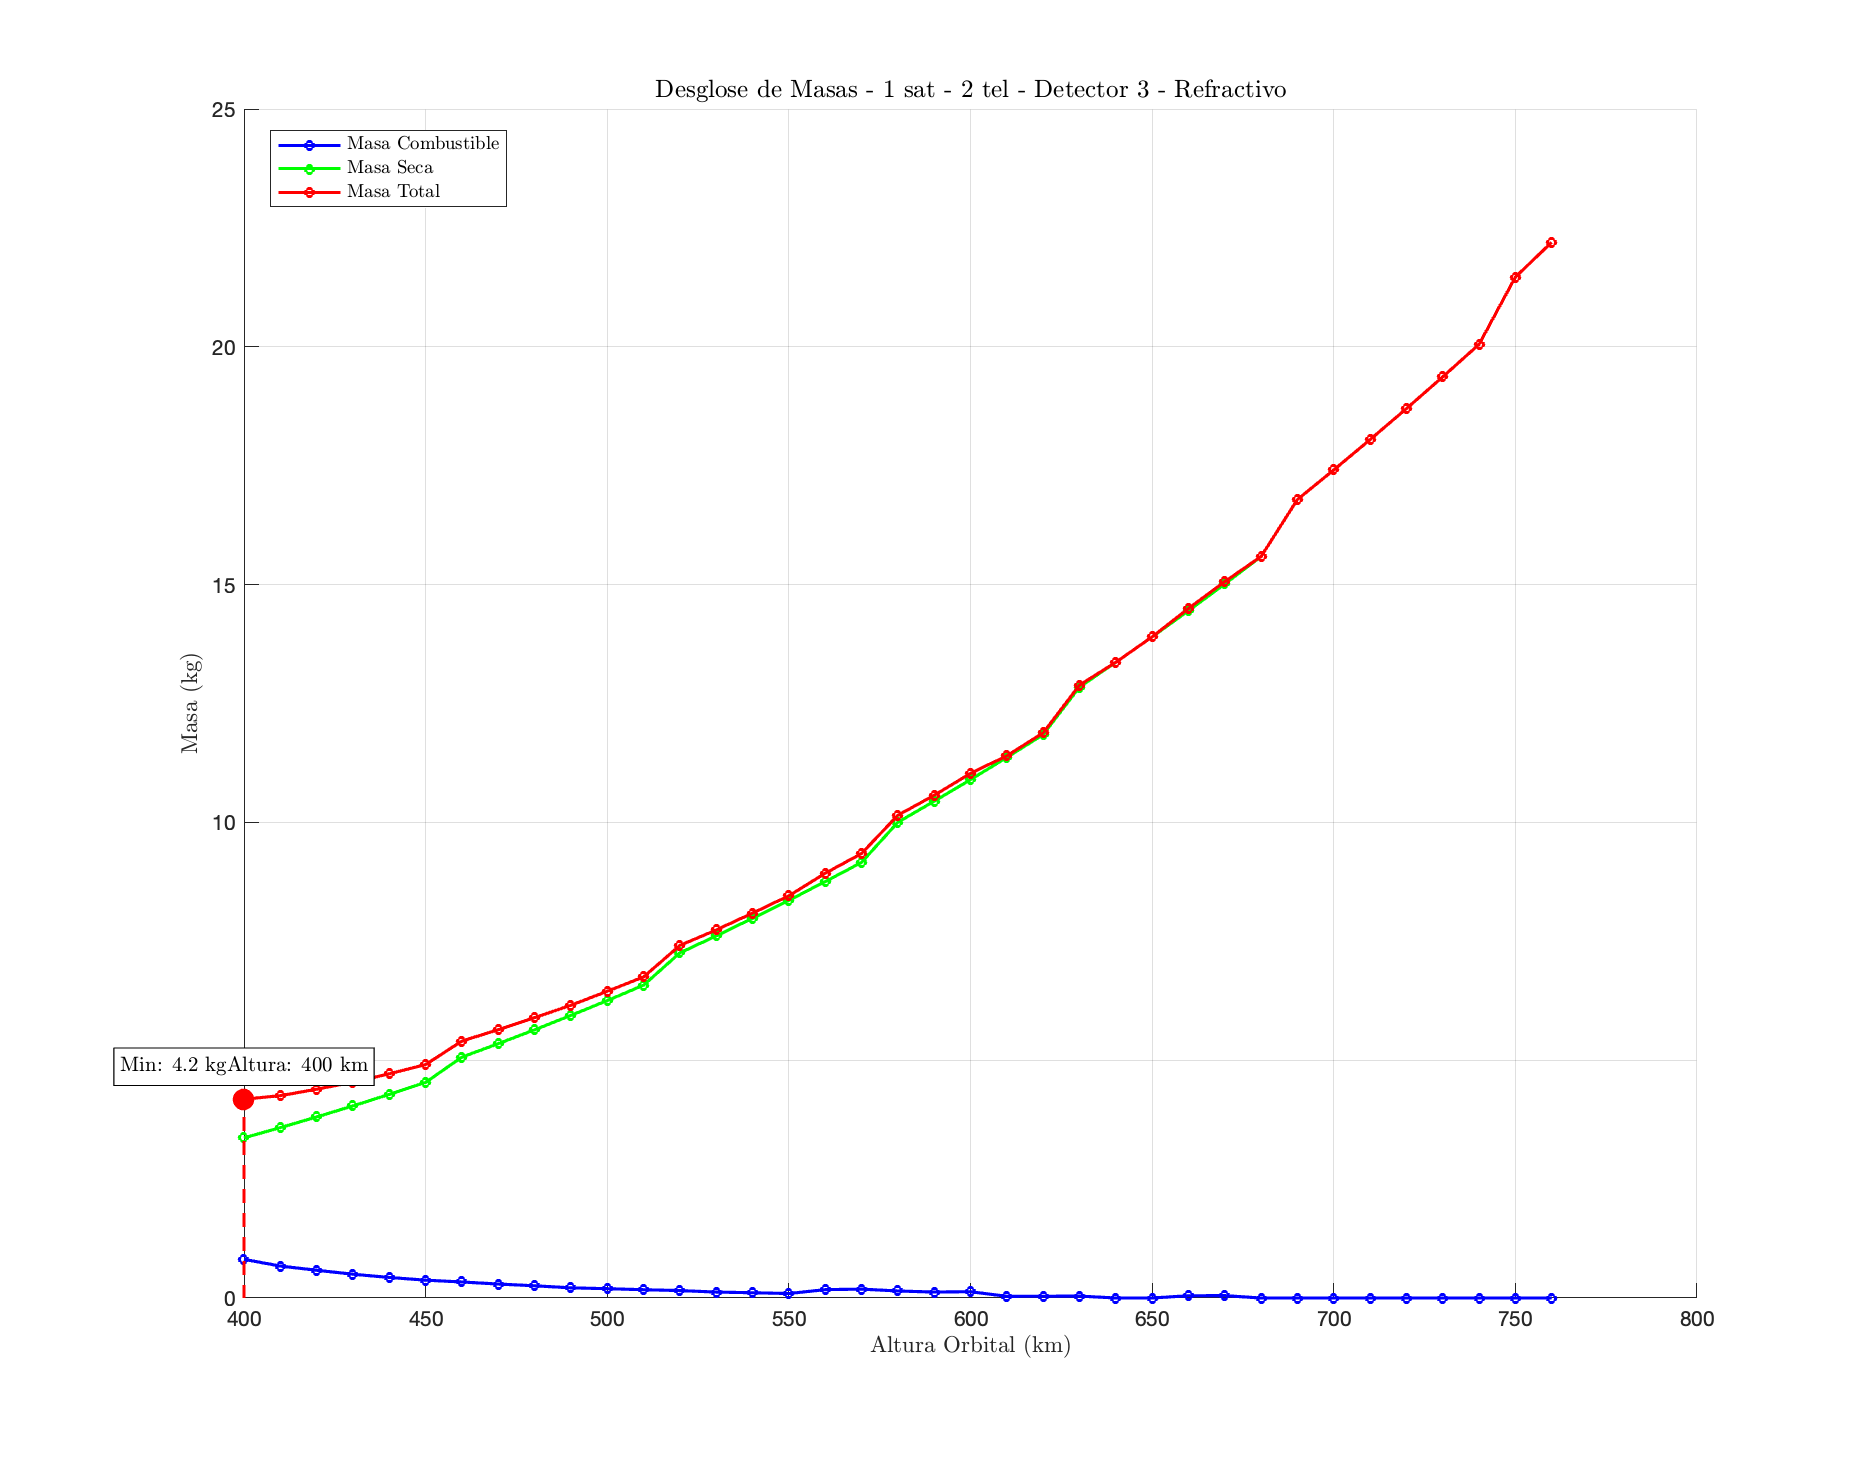 Desglose de Masas - 1 sat - 2 tel - Detector 3 - Refractivo
25
Masa Combustible
Masa Seca
Masa Total
20
15
Masa (kg)
10
Min: 4.2 kgAltura: 400 km
0
400 450 500 550 600 650 700 750 800
Altura Orbital (km)